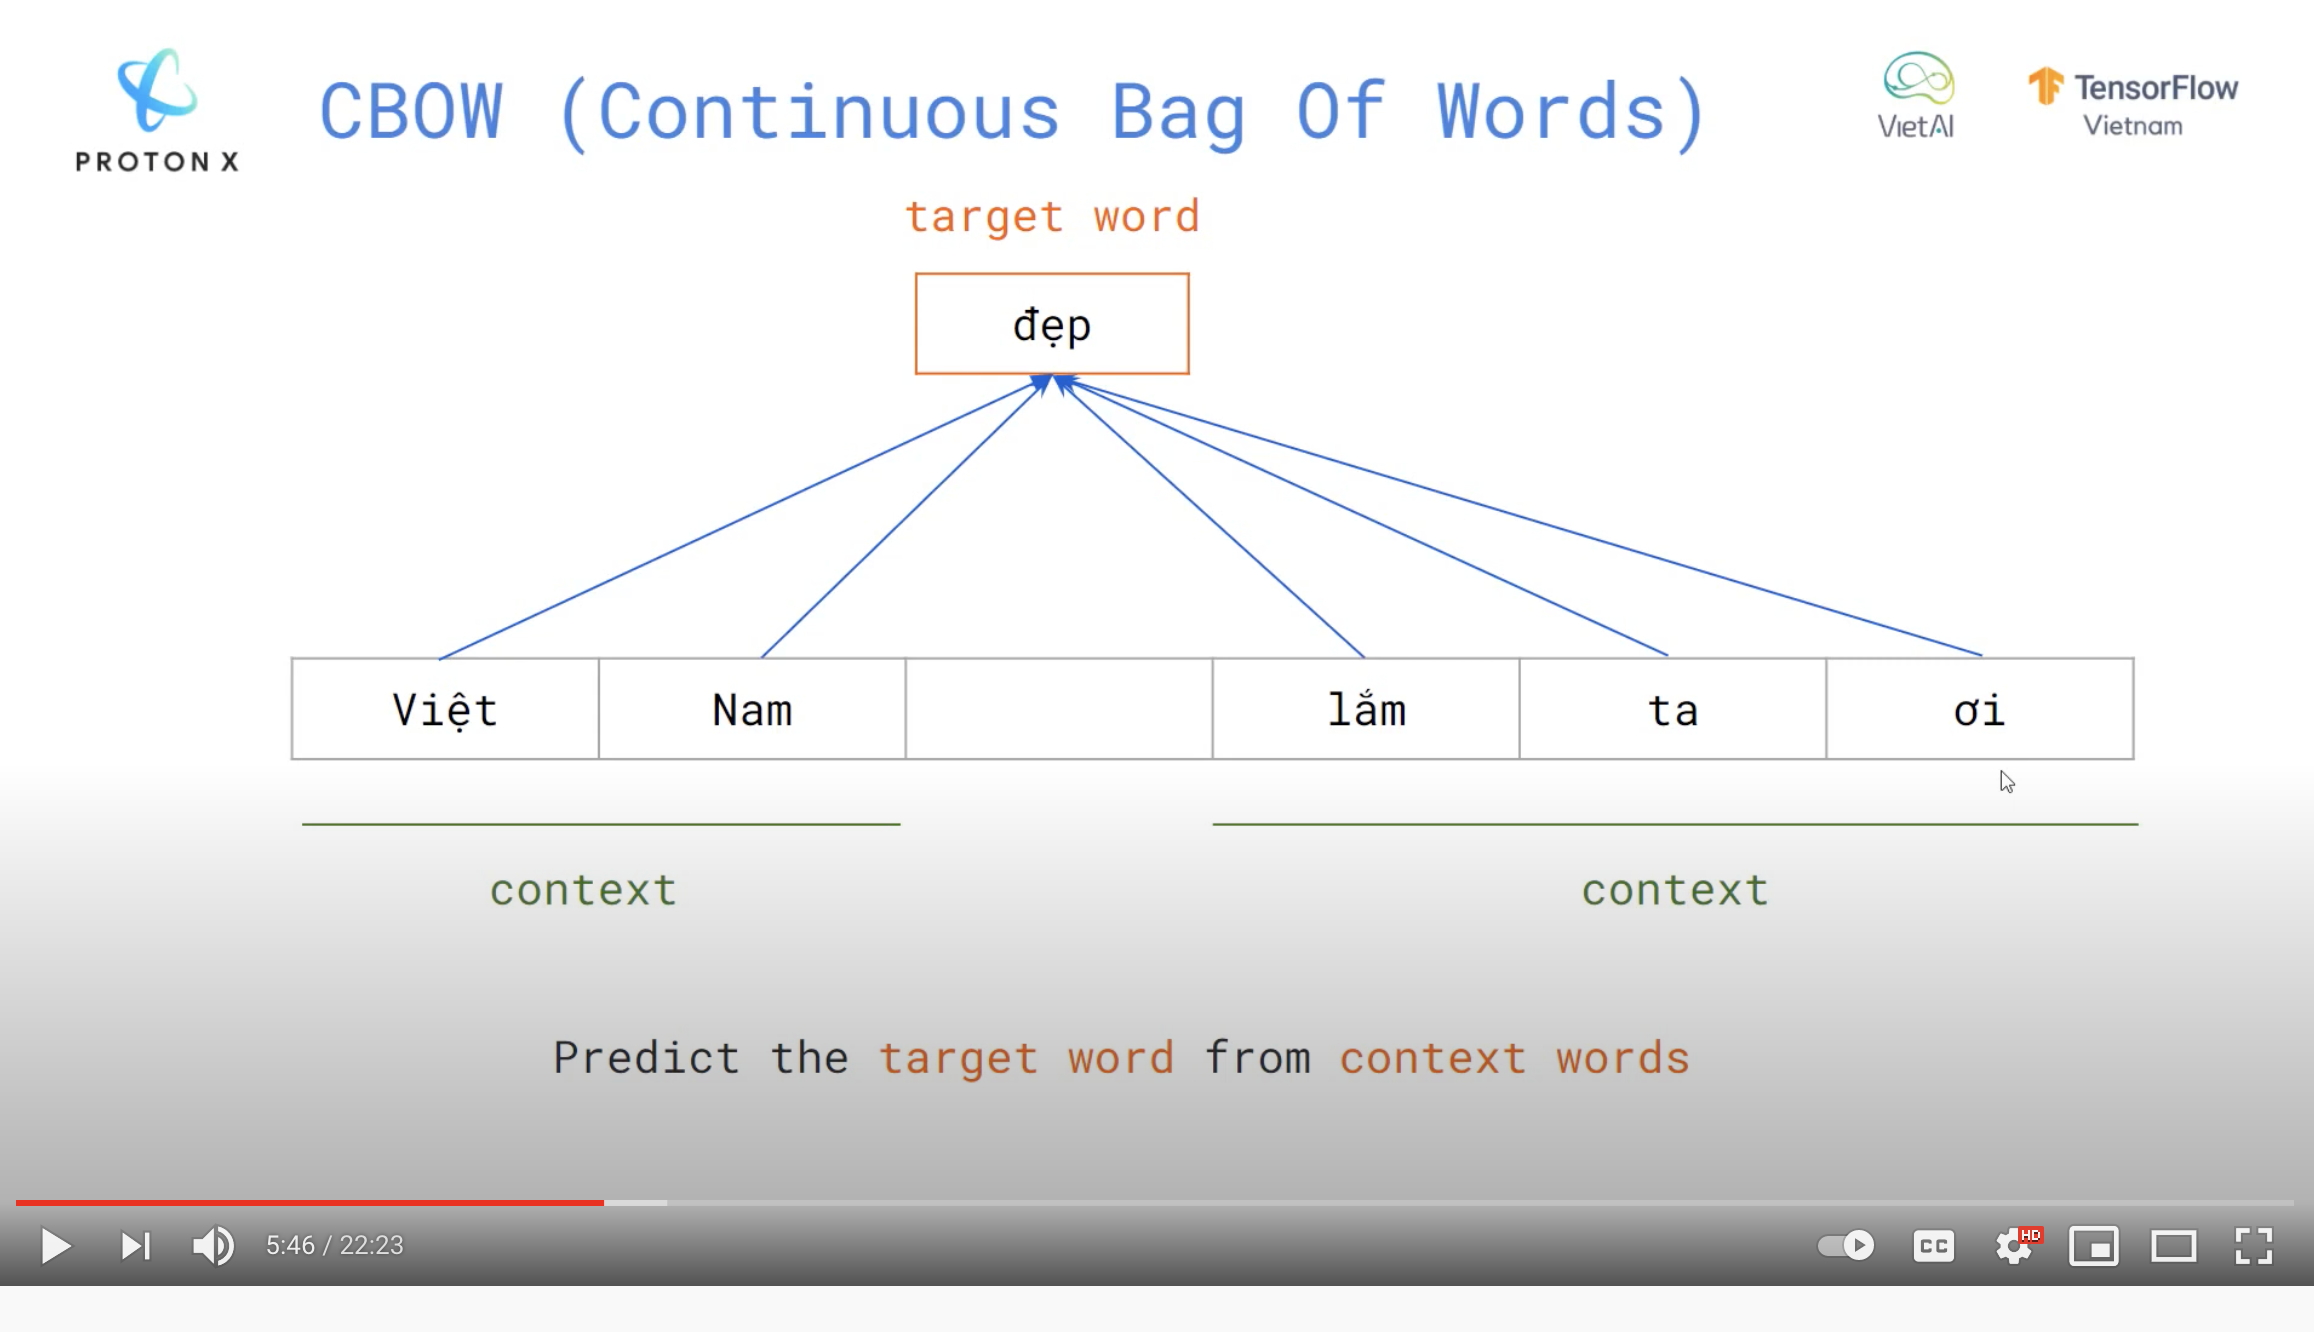 PROTON X
CBOW (Continuous Bag Of Words)
VietAI
TensorFlow
Vietnam
target word
đẹp
Việt Nam lắm ta ơi
context context
Predict the target word from context words
5:46 / 22:23
CC
HD